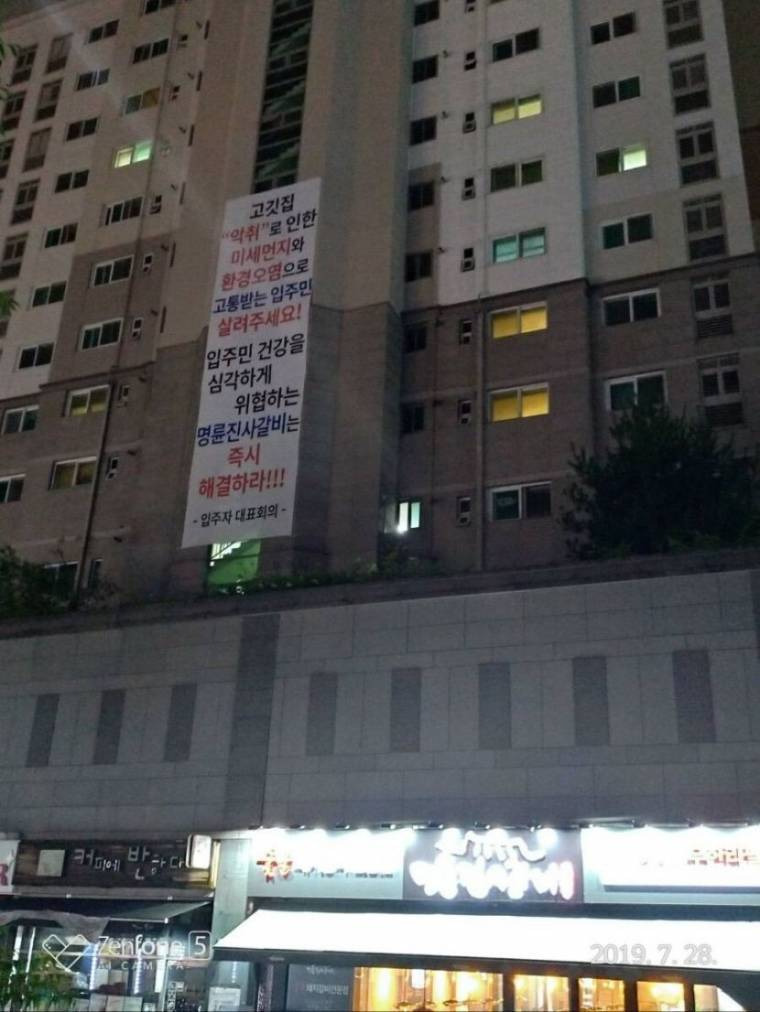 고깃집
"악취"로 인한
미세먼지와
환경오염으로
고통받는 입주민
살려주세요!
입주민 건강을
심각하게
위협하는
명륜진사갈비는
즉시
해결하라!!!
- 입주자 대표회의 -
커피에 반하다
명륜진사갈비
Zenfone 5
AI CAMERA
2019. 7. 28.